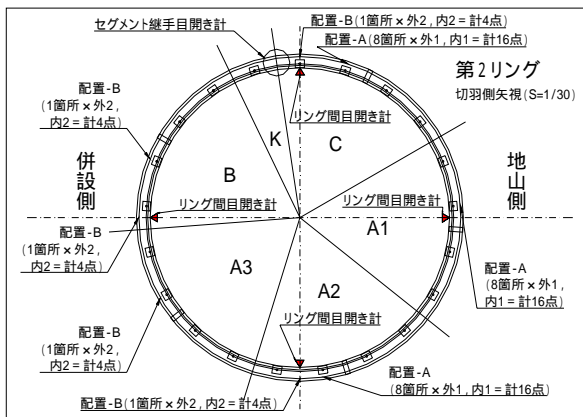 セグメント継手目開き計
配置-B(1箇所×外2, 内2=計4点)
配置-A(8箇所×外1, 内1=計16点)
第2リング
切羽側矢視(S=1/30)
配置-B
(1箇所×外2,
内2=計4点)
リング間目開き計
K
C
B
併設側
地山側
リング間目開き計
リング間目開き計
A1
配置-B
(1箇所×外2,
内2=計4点)
A3
A2
配置-A
(8箇所×外1,
内1=計16点)
リング間目開き計
配置-B
(1箇所×外2,
内2=計4点)
配置-A
(8箇所×外1, 内1=計16点)
配置-B(1箇所×外2, 内2=計4点)